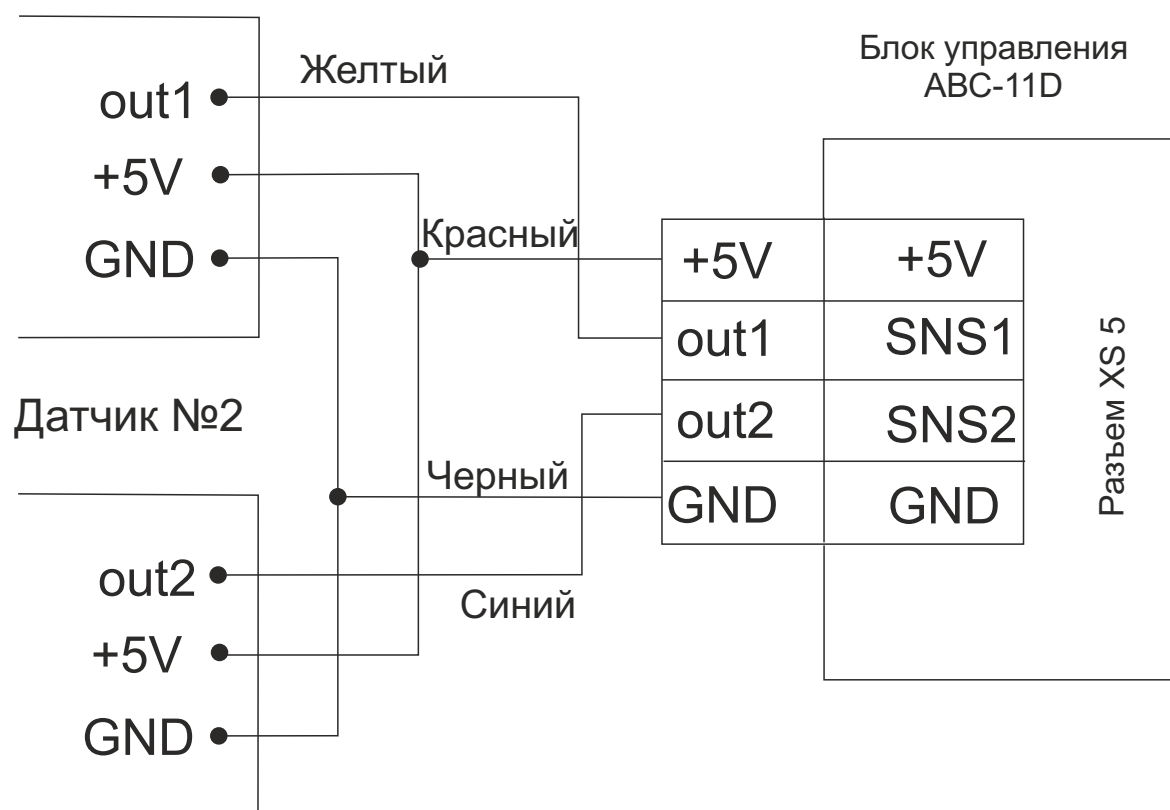 out1
+5V
GND
Желтый
Красный
Блок управления
АВС-11D
+5V +5V
out1 SNS1
out2 SNS2
GND GND
Разъем XS 5
Датчик №2
Черный
out2
+5V
GND
Синий